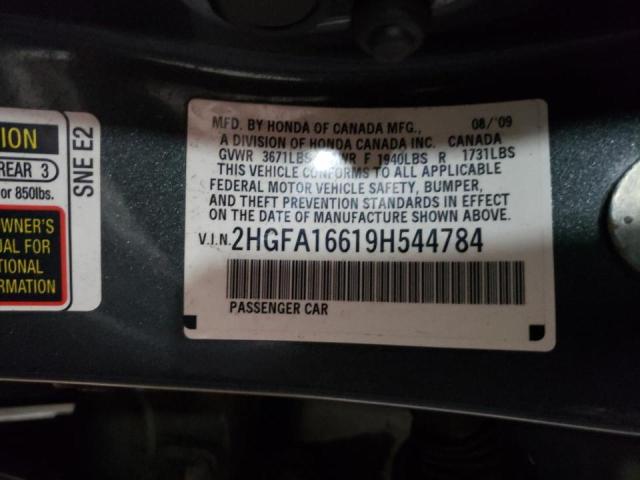 ION
REAR 3
or 850lbs.
OWNER'S
UAL FOR
TIONAL
FORMATION
SNE E2
MFD. BY HONDA OF CANADA MFG., 08/'09
A DIVISION OF HONDA CANADA INC. CANADA
GVWR 3671LBS F 1940LBS R 1731LBS
THIS VEHICLE CONFORMS TO ALL APPLICABLE
FEDERAL MOTOR VEHICLE SAFETY, BUMPER,
AND THEFT PREVENTION STANDARDS IN EFFECT
ON THE DATE OF MANUFACTURE SHOWN ABOVE.
V.I.N. 2HGFA16619H544784
PASSENGER CAR